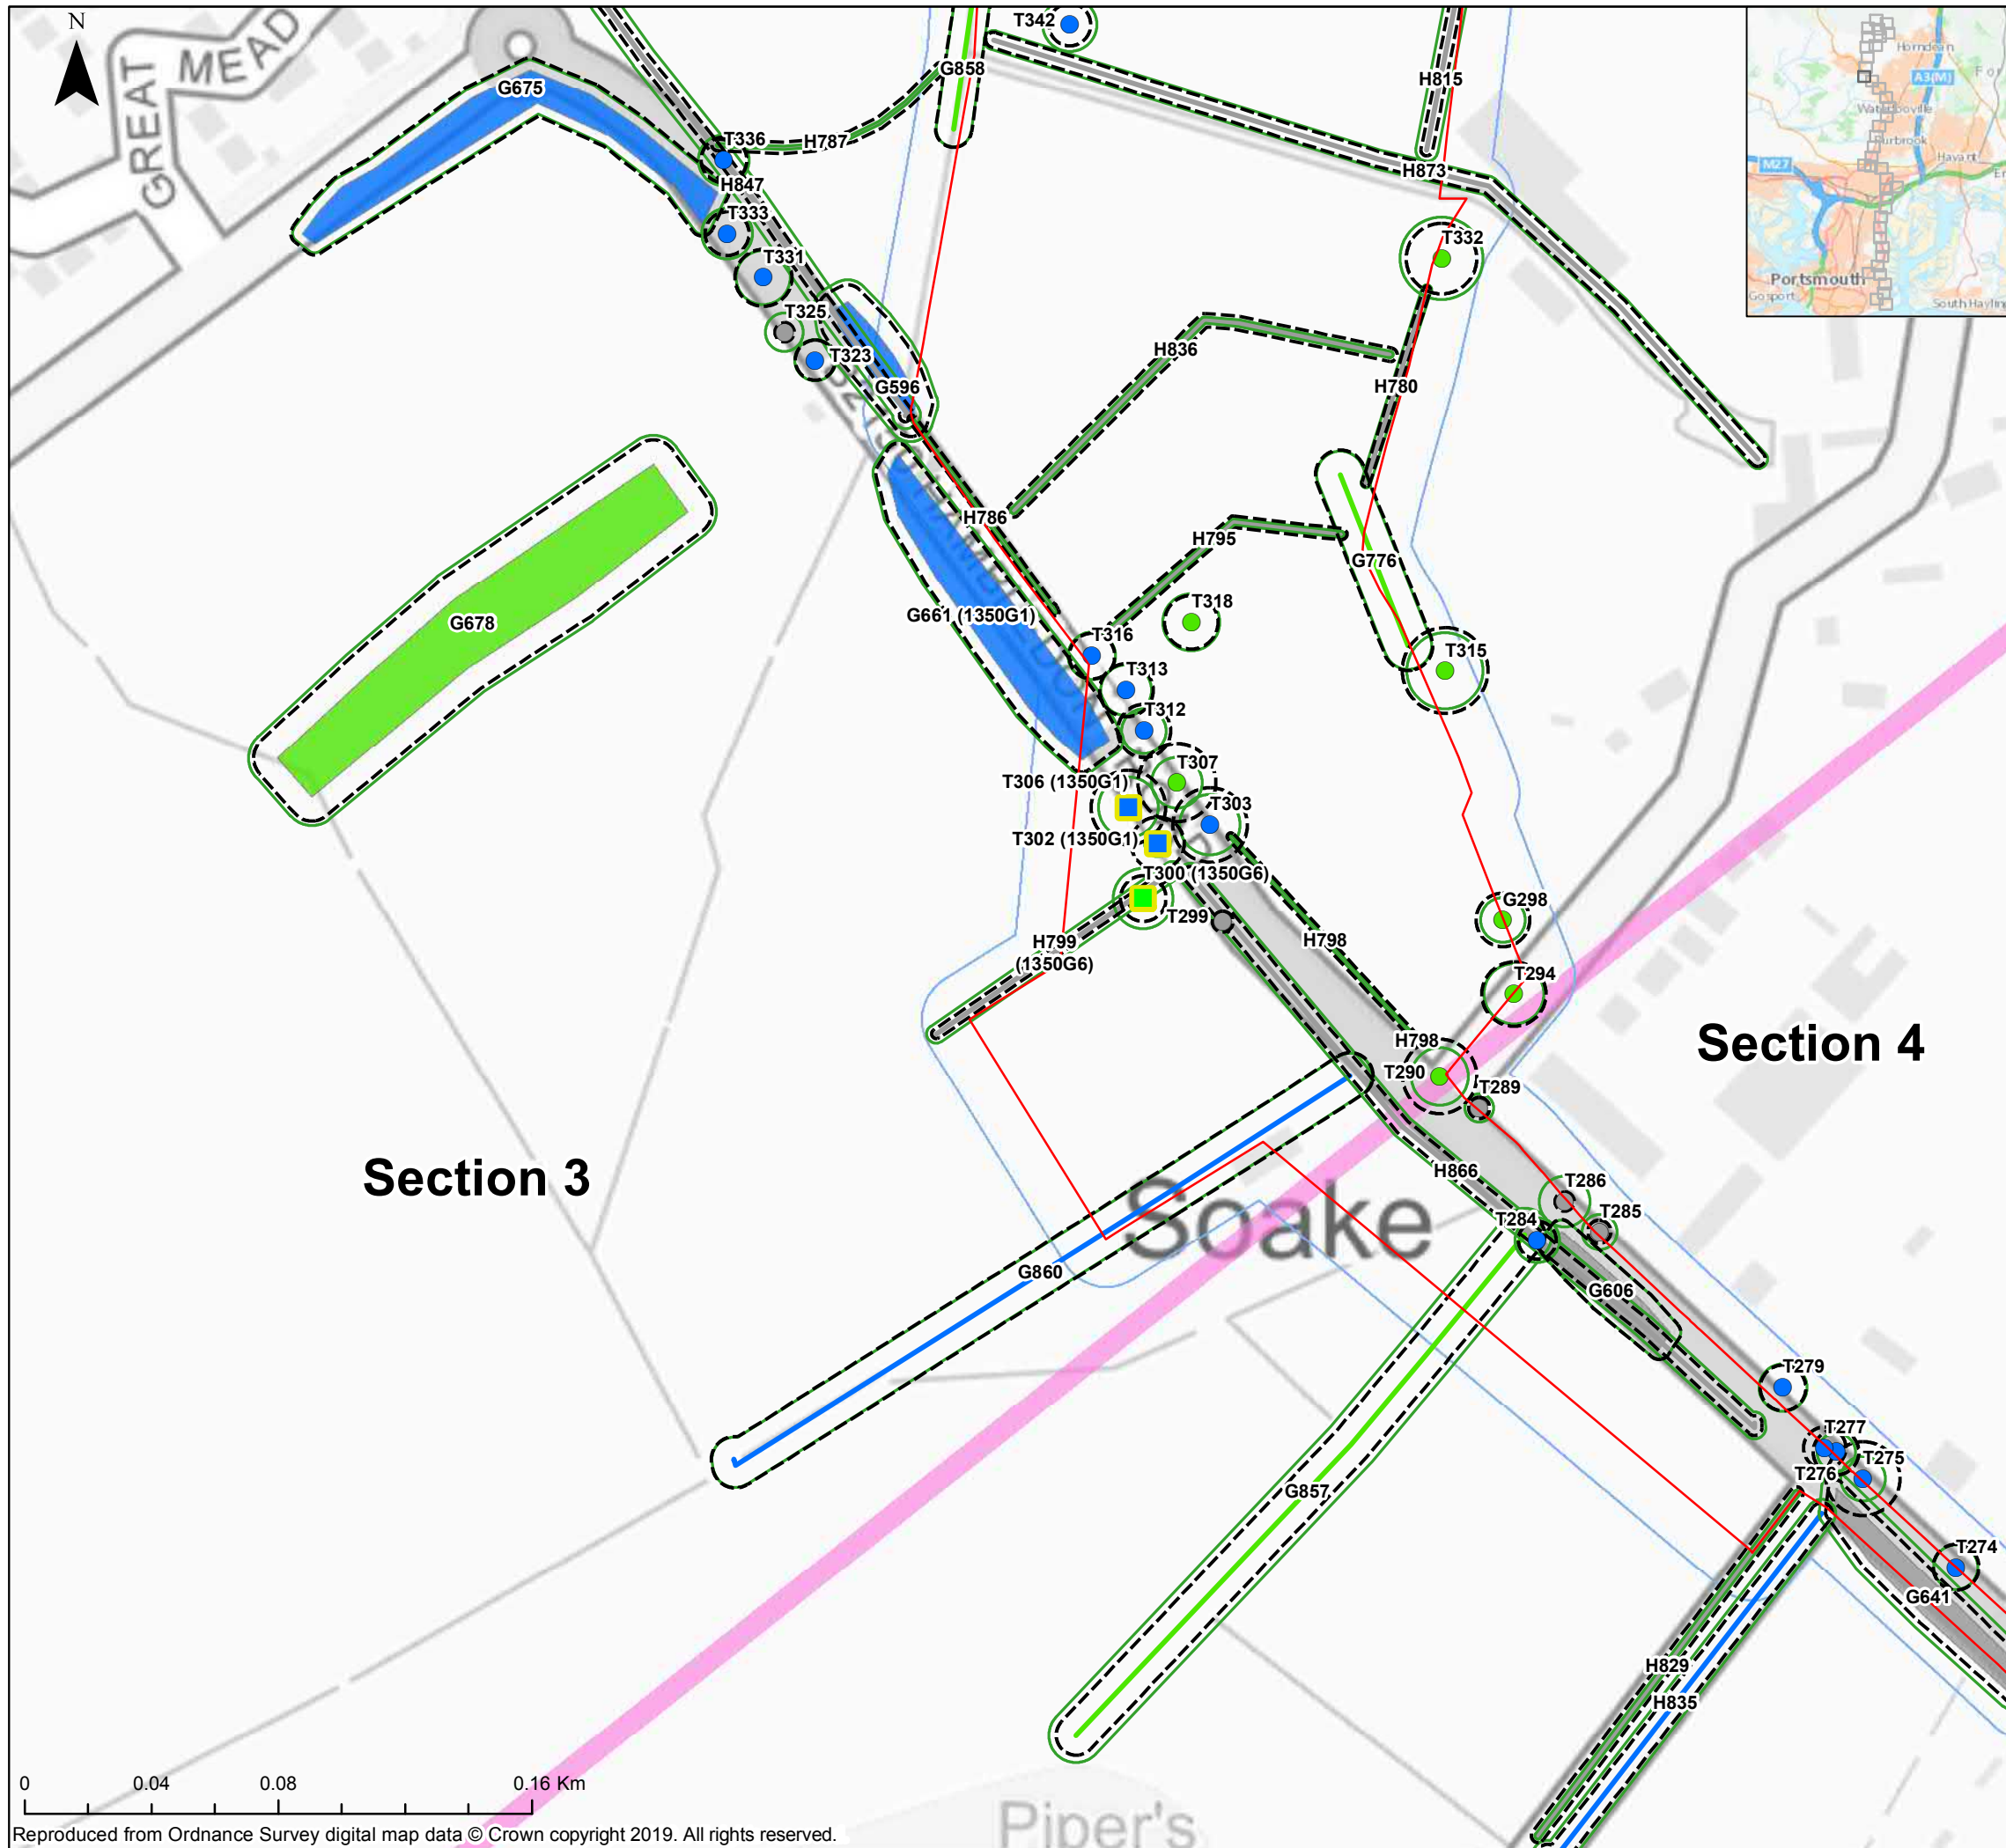 N
GREAT
MEAD
T342
G858
H815
G675
T336
H787
H847
H873
T333
T332
T331
T325
T323
H836
G596
H780
H786
H795
G776
G678
G661 (1350G1)
T318
T316
T315
T313
T312
T306 (1350G1)
T307
T303
T302 (1350G1)
T300 (1350G6)
T299
G298
H799
(1350G6)
H798
T294
H798
T290
T289
Section 4
Section 3
H866
T286
T285
T284
Soake
G860
G606
T279
T277
T275
T276
G857
T274
G641
H829
H835
Piper's
Horndean
A3(M)
Waterlooville
Purbrook
M27
Havant
Portsmouth
Gosport
South Hayling
0 0.04 0.08 0.16 Km
Reproduced from Ordnance Survey digital map data © Crown copyright 2019. All rights reserved.